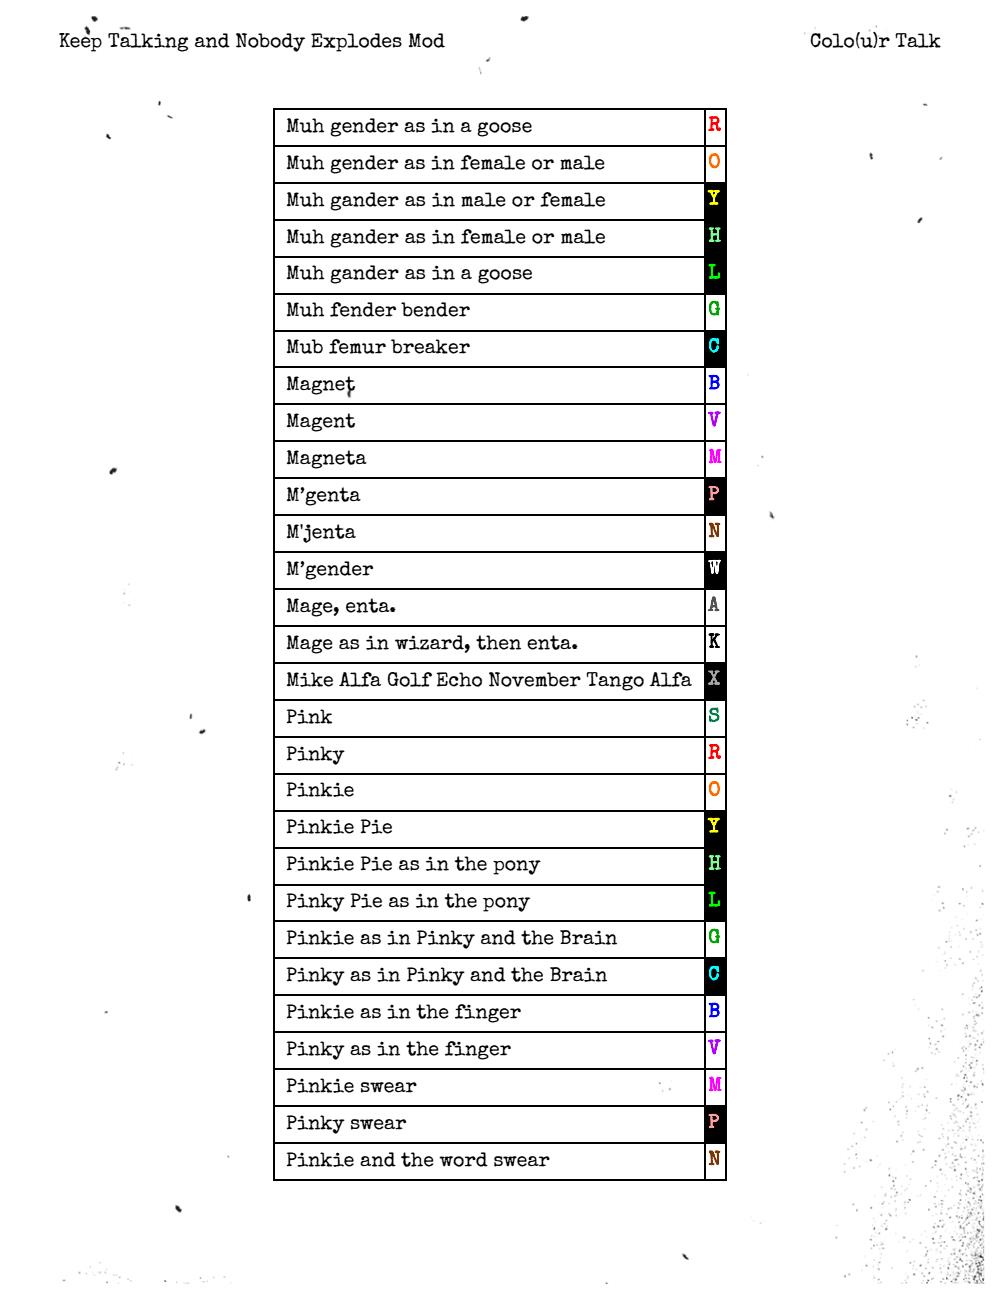 Keep Talking and Nobody Explodes Mod Colo(u)r Talk
Muh gender as in a goose R
Muh gender as in female or male O
Muh gander as in male or female Y
Muh gander as in female or male H
Muh gander as in a goose L
Muh fender bender G
Mub femur breaker C
Magnet B
Magent V
Magneta M
M’genta P
M'jenta N
M’gender W
Mage, enta. A
Mage as in wizard, then enta. K
Mike Alfa Golf Echo November Tango Alfa X
Pink S
Pinky R
Pinkie O
Pinkie Pie Y
Pinkie Pie as in the pony H
Pinky Pie as in the pony L
Pinkie as in Pinky and the Brain G
Pinky as in Pinky and the Brain C
Pinkie as in the finger B
Pinky as in the finger V
Pinkie swear M
Pinky swear P
Pinkie and the word swear N